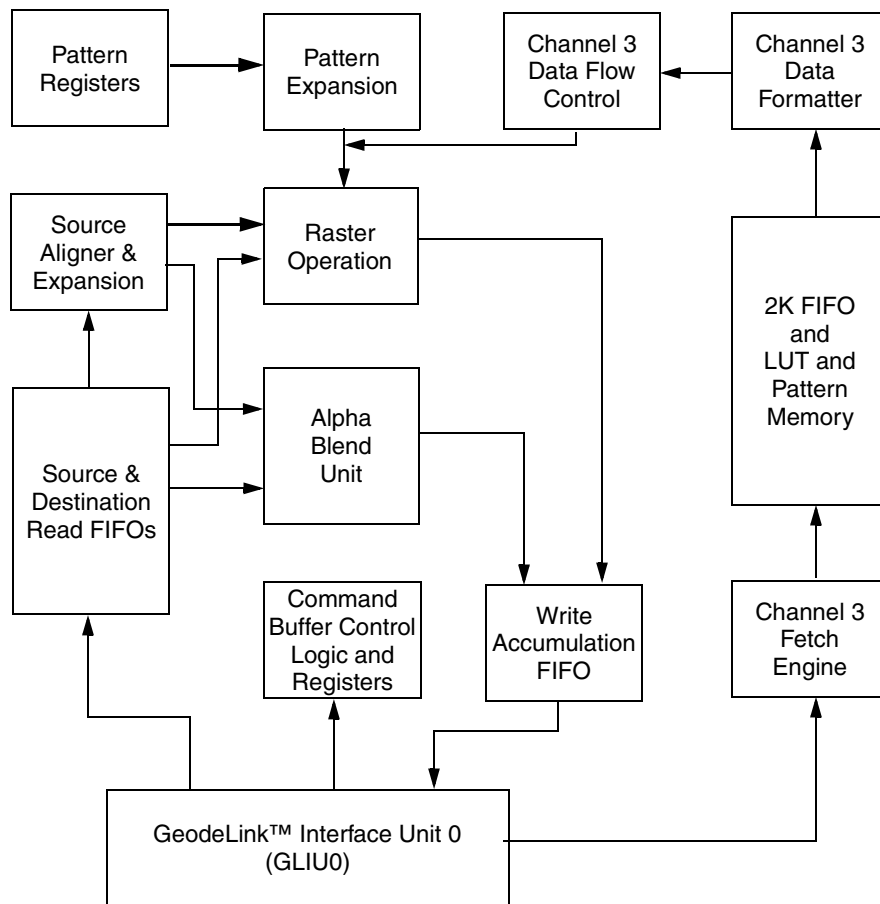 Pattern
Registers
Pattern
Expansion
Channel 3
Data Flow
Control
Channel 3
Data
Formatter
Source
Aligner &
Expansion
Raster
Operation
2K FIFO
and
LUT and
Pattern
Memory
Source &
Destination
Read FIFOs
Alpha
Blend
Unit
Command
Buffer Control
Logic and
Registers
Write
Accumulation
FIFO
Channel 3
Fetch
Engine
GeodeLink™ Interface Unit 0
(GLIU0)